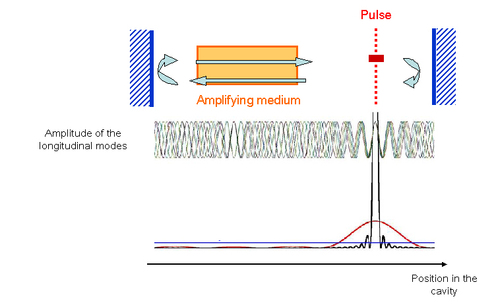 Pulse
Amplifying medium
Amplitude of the
longitudinal modes
Position in the
cavity